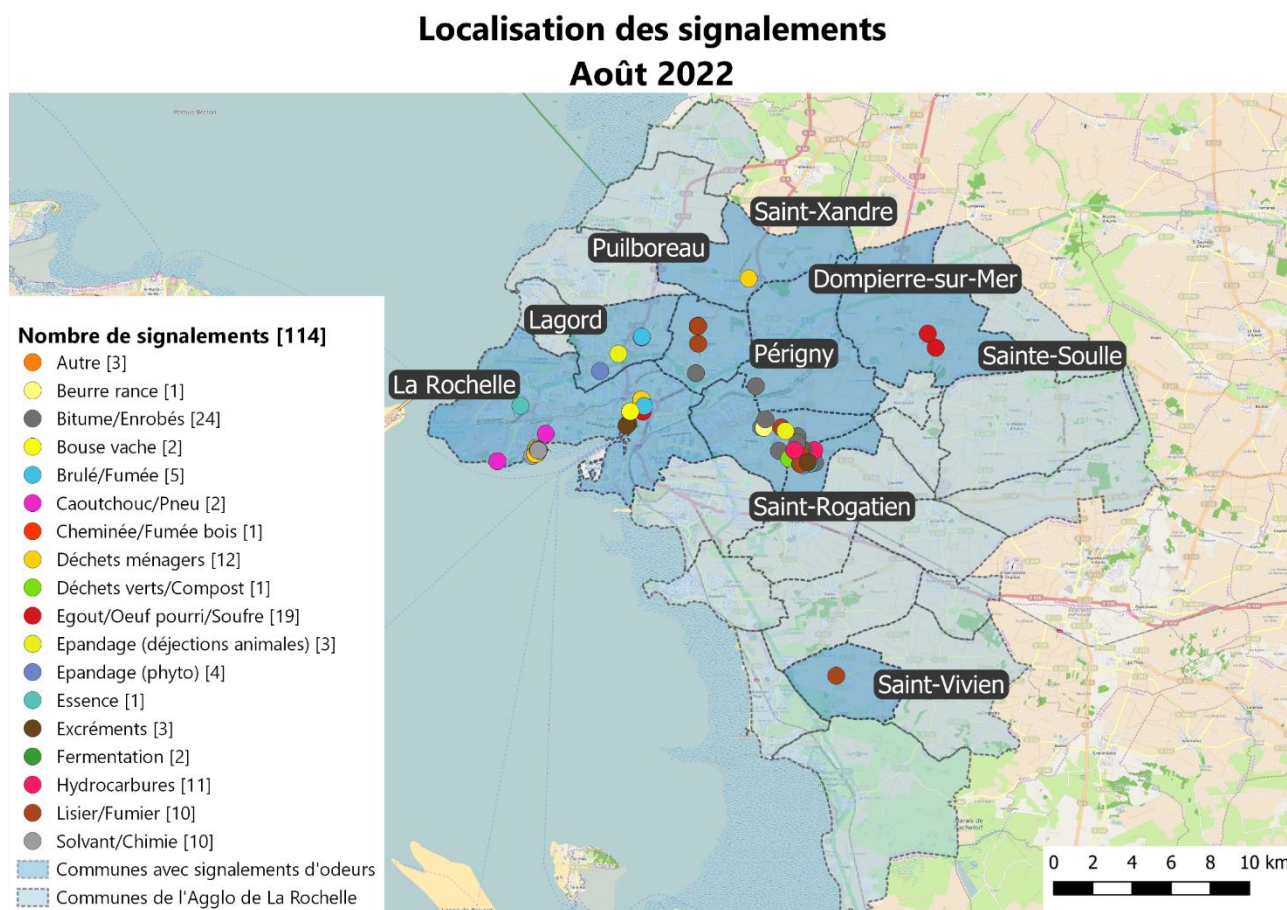 Localisation des signalements
Août 2022
Pertuis Breton
Saint-Xandre
Puilboreau
Dompierre-sur-Mer
Lagord
Périgny
Sainte-Soulle
La Rochelle
Saint-Rogatien
Saint-Vivien
Nombre de signalements [114]
Autre [3]
Beurre rance [1]
Bitume/Enrobés [24]
Bouse vache [2]
Brulé/Fumée [5]
Caoutchouc/Pneu [2]
Cheminée/Fumée bois [1]
Déchets ménagers [12]
Déchets verts/Compost [1]
Egout/Oeuf pourri/Soufre [19]
Epandage (déjections animales) [3]
Epandage (phyto) [4]
Essence [1]
Excréments [3]
Fermentation [2]
Hydrocarbures [11]
Lisier/Fumier [10]
Solvant/Chimie [10]
Communes avec signalements d'odeurs
Communes de l'Agglo de La Rochelle
0 2 4 6 8 10 km